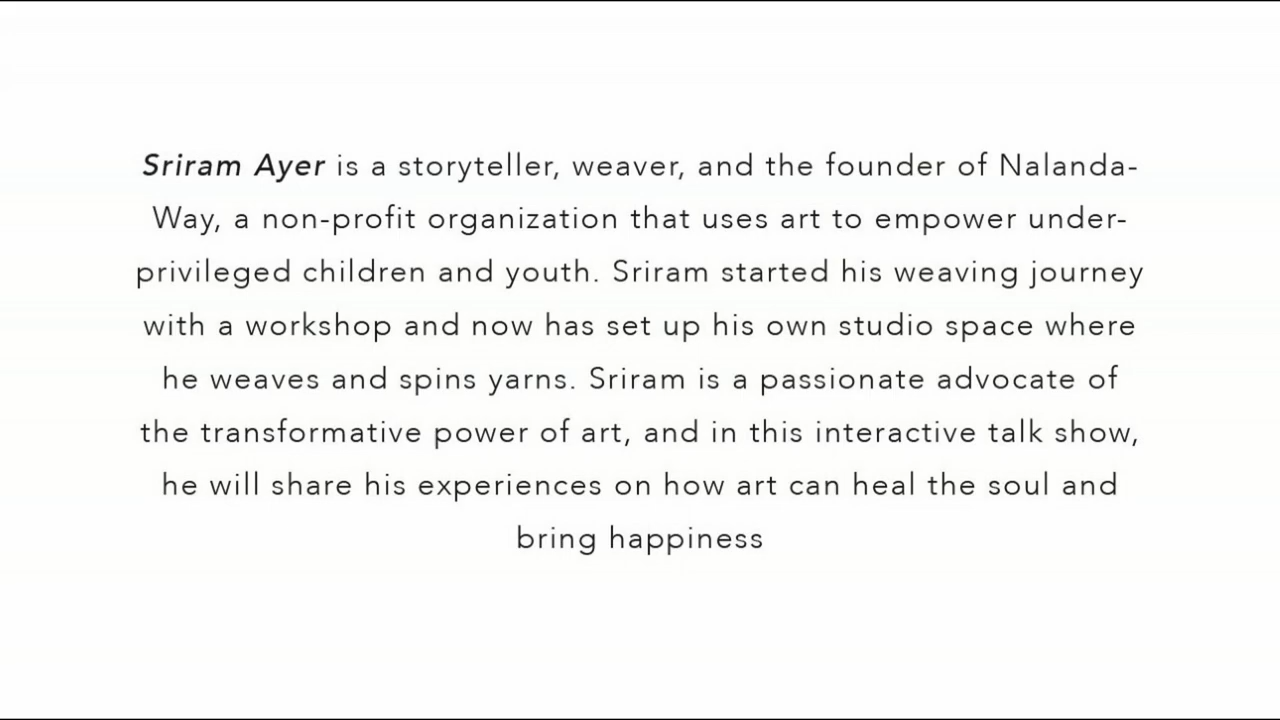 Sriram Ayer is a storyteller, weaver, and the founder of Nalanda-
Way, a non-profit organization that uses art to empower under-
privileged children and youth. Sriram started his weaving journey
with a workshop and now has set up his own studio space where
he weaves and spins yarns. Sriram is a passionate advocate of
the transformative power of art, and in this interactive talk show,
he will share his experiences on how art can heal the soul and
bring happiness